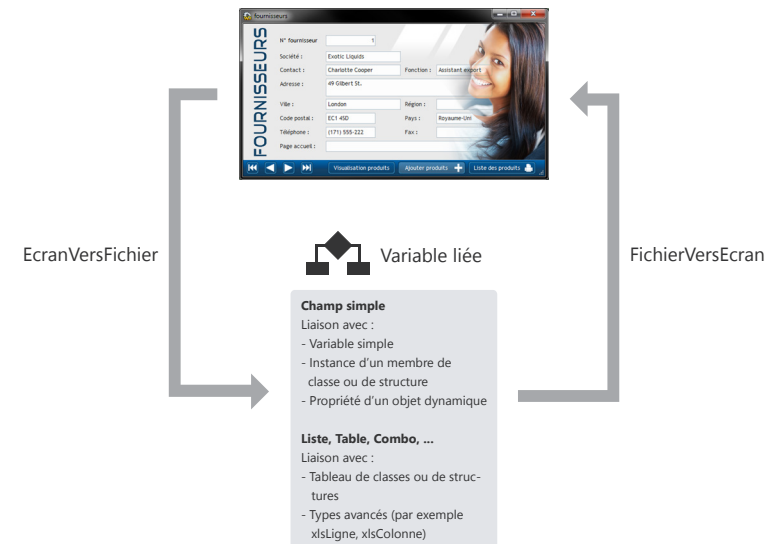 fournisseurs
FOURNISSEURS
N° fournisseur 1
Société : Exotic Liquids
Contact : Charlotte Cooper Fonction : Assistant export
Adresse : 49 Gilbert St.
Ville : London Région :
Code postal : EC1 4SD Pays : Royaume-Uni
Téléphone : (171) 555-222 Fax :
Page accueil :
Visualisation produits Ajouter produits Liste des produits
EcranVersFichier
Variable liée
FichierVersEcran
Champ simple
Liaison avec :
- Variable simple
- Instance d'un membre de
classe ou de structure
- Propriété d'un objet dynamique
Liste, Table, Combo, ...
Liaison avec :
- Tableau de classes ou de struc-
tures
- Types avancés (par exemple
xlsLigne, xlsColonne)